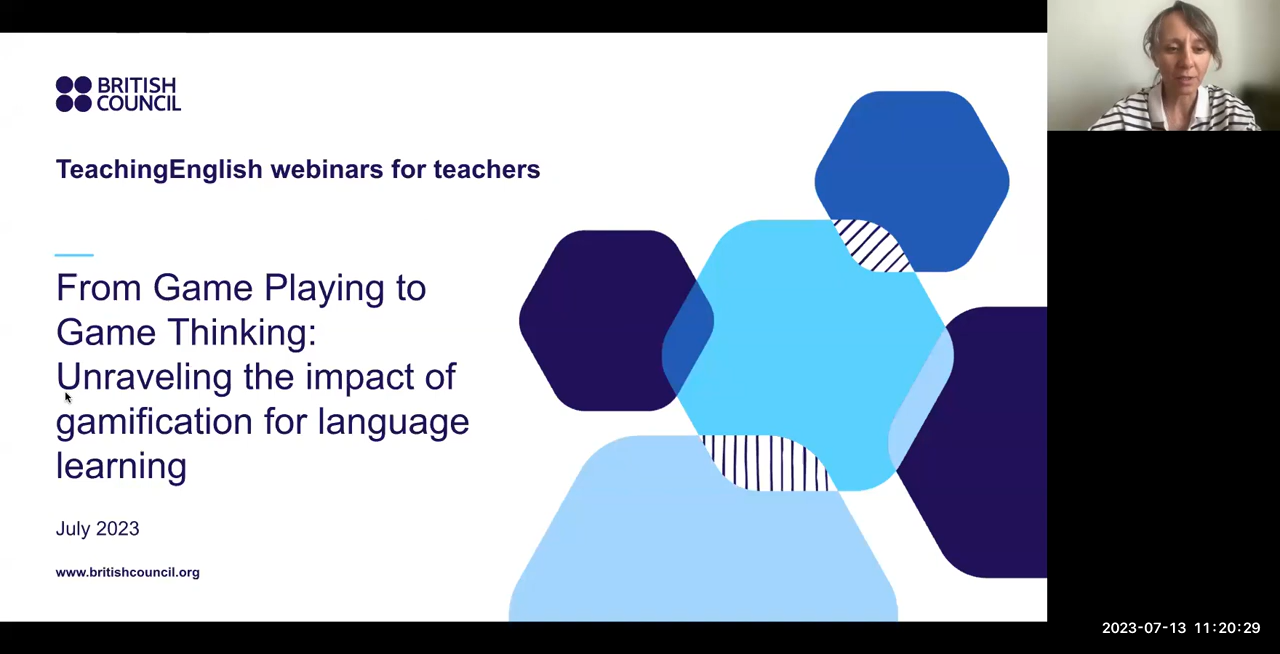 BRITISH
COUNCIL
TeachingEnglish webinars for teachers
From Game Playing to
Game Thinking:
Unraveling the impact of
gamification for language
learning
July 2023
www.britishcouncil.org
2023-07-13 11:20:29